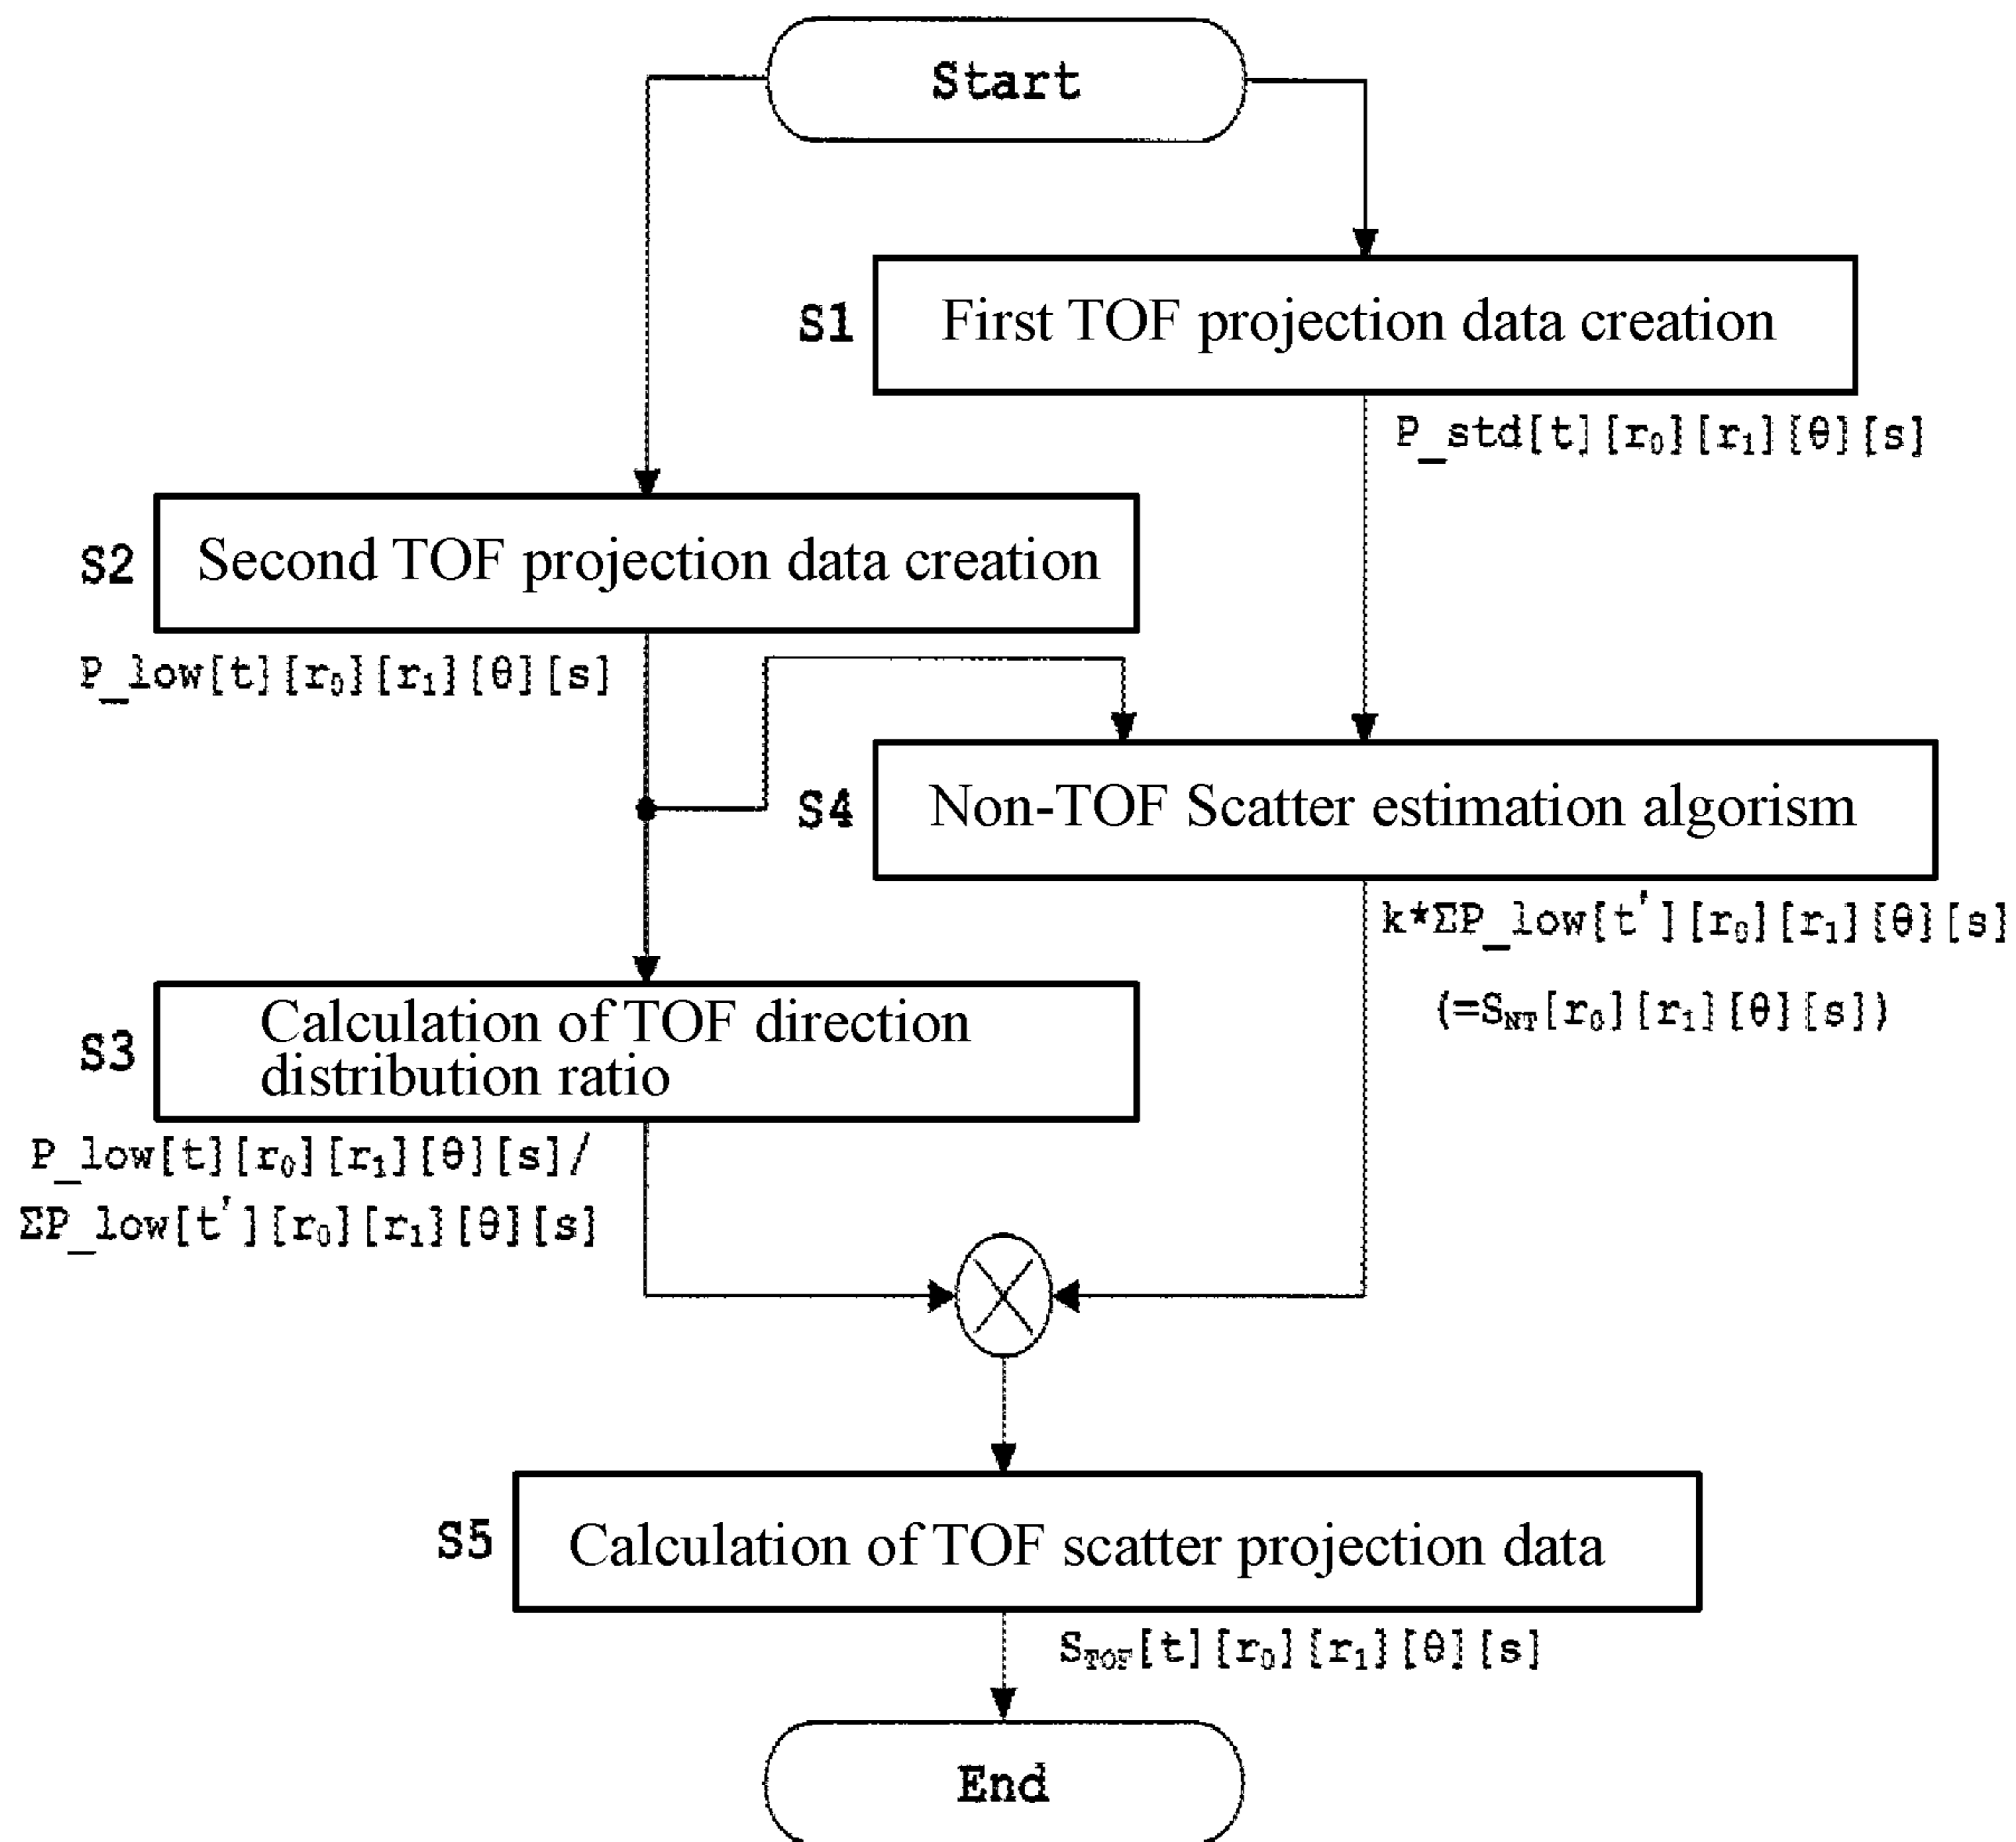 Start
S1
First TOF projection data creation
P_std[t][r₀][r₁][θ][s]
S2
Second TOF projection data creation
P_low[t][r₀][r₁][θ][s]
S4
Non-TOF Scatter estimation algorism
k*ΣP_low[t'][r₀][r₁][θ][s]
(=S_NT[r₀][r₁][θ][s])
S3
Calculation of TOF direction
distribution ratio
P_low[t][r₀][r₁][θ][s]/
ΣP_low[t'][r₀][r₁][θ][s]
S5
Calculation of TOF scatter projection data
S_TOF[t][r₀][r₁][θ][s]
End